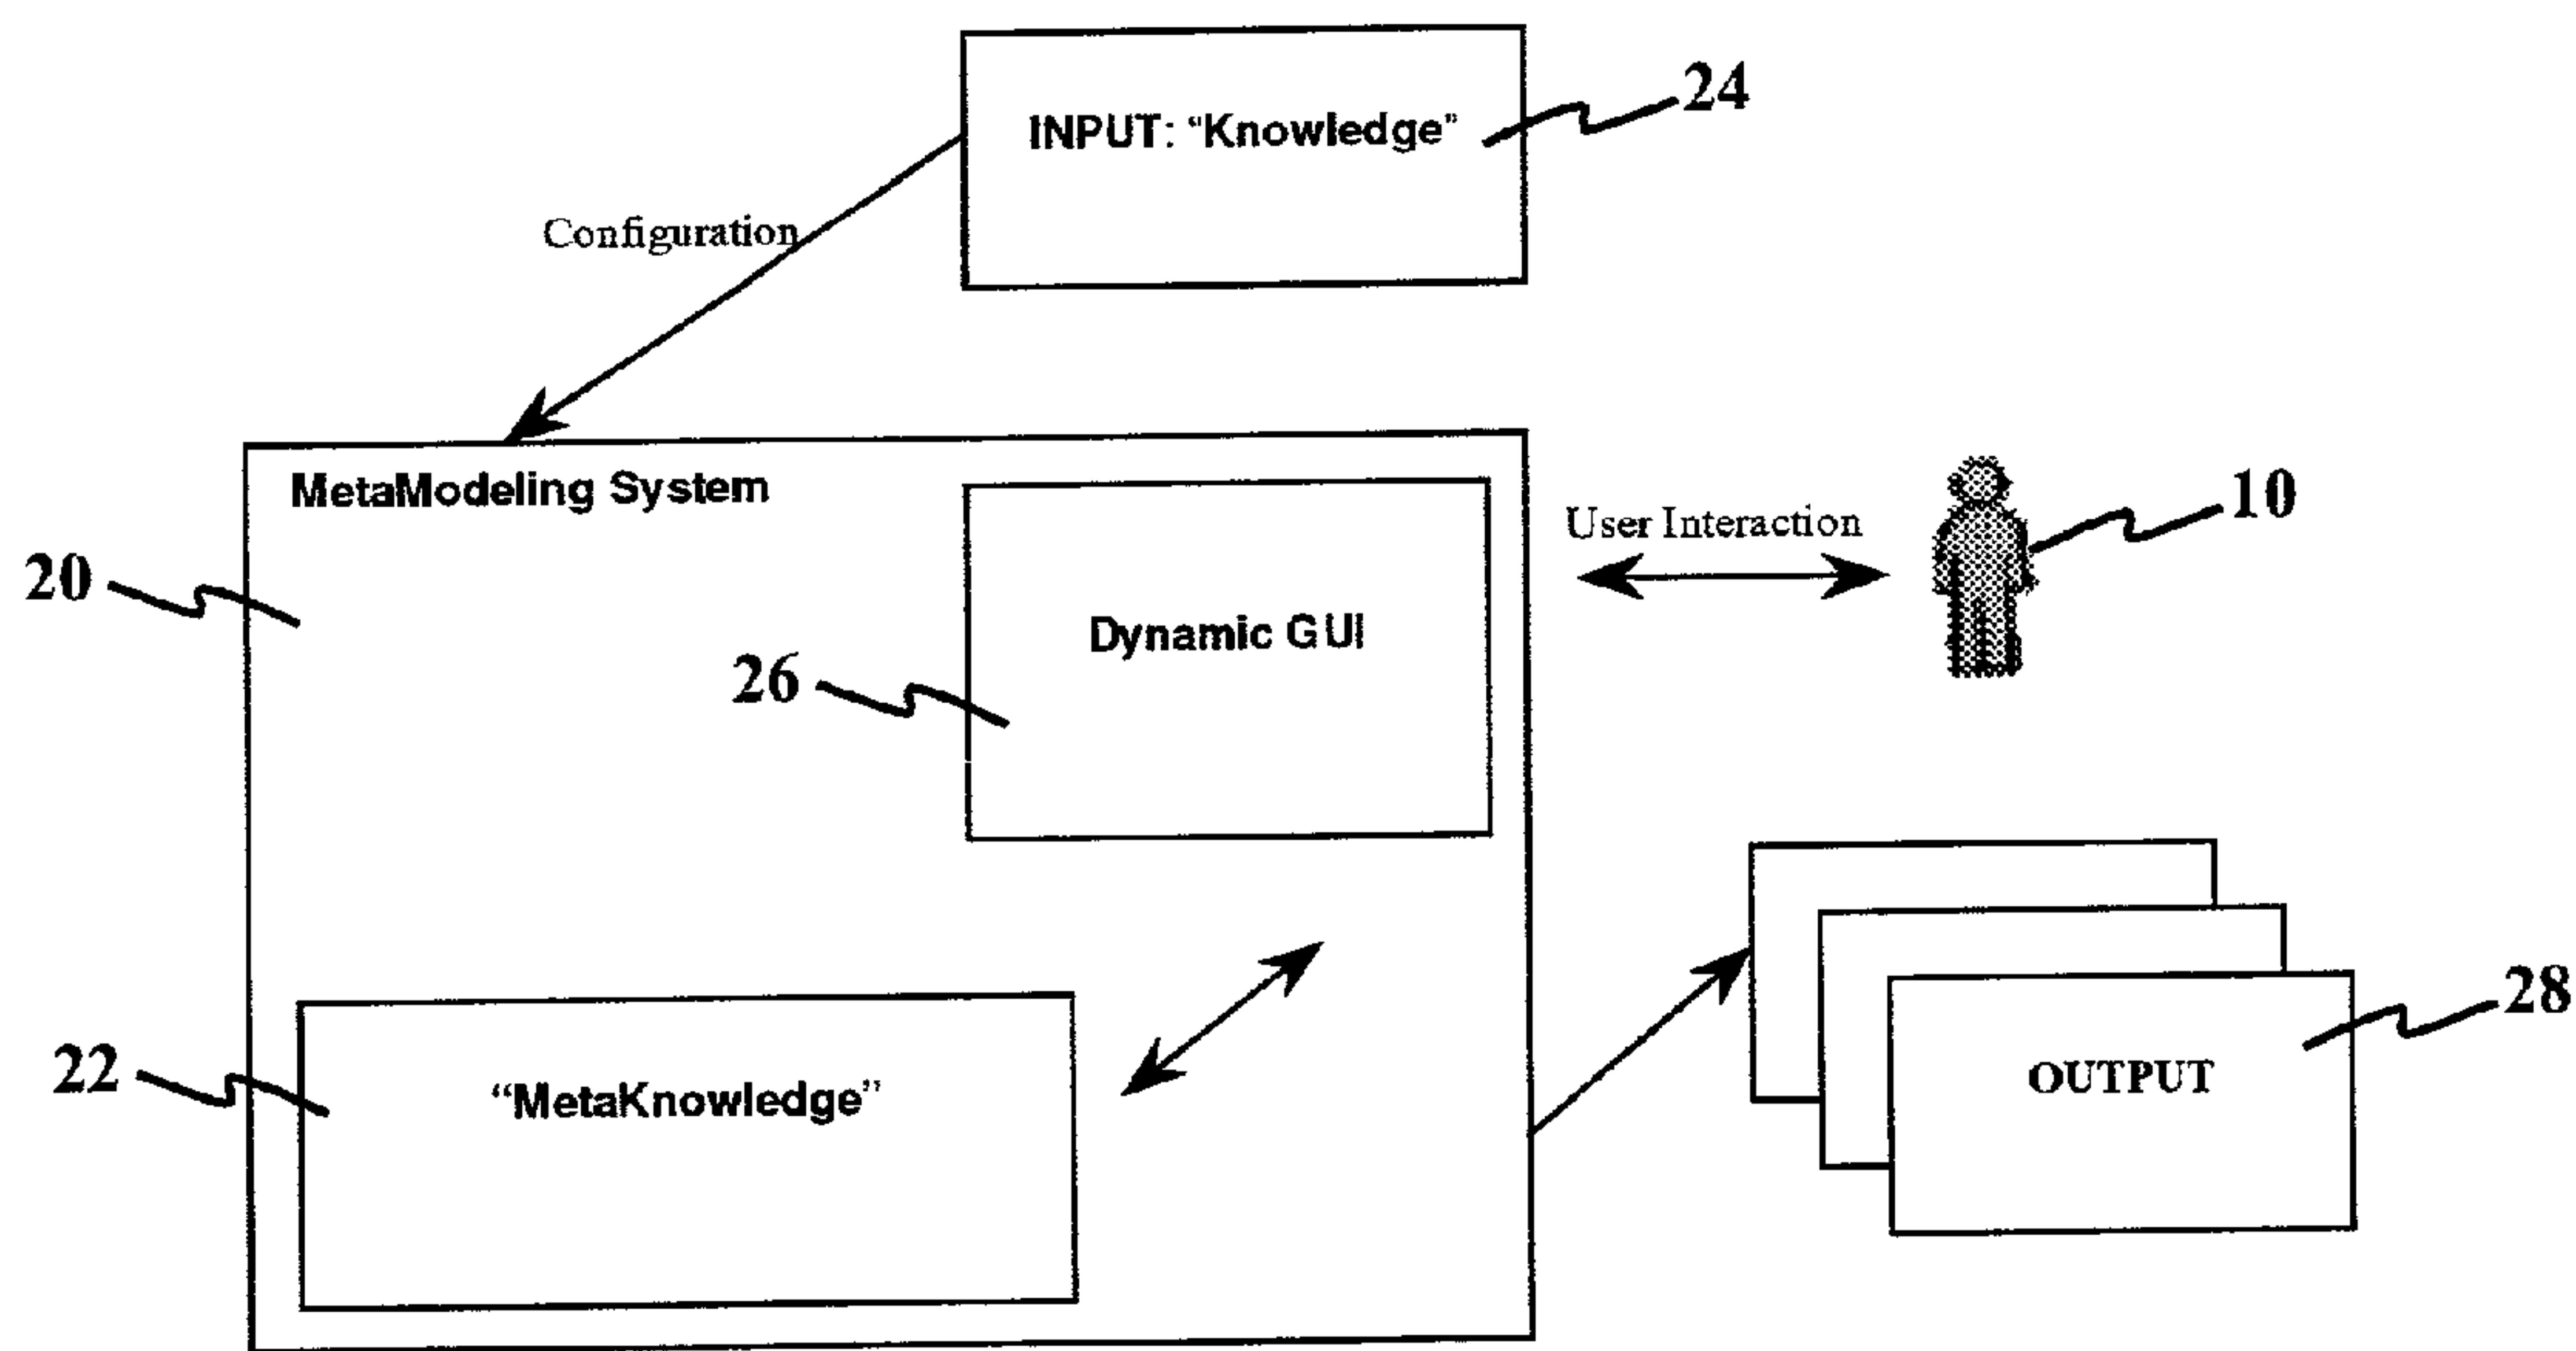 24
INPUT: “Knowledge”
Configuration
MetaModeling System
User Interaction
10
20
Dynamic GUI
26
28
22
“MetaKnowledge”
OUTPUT